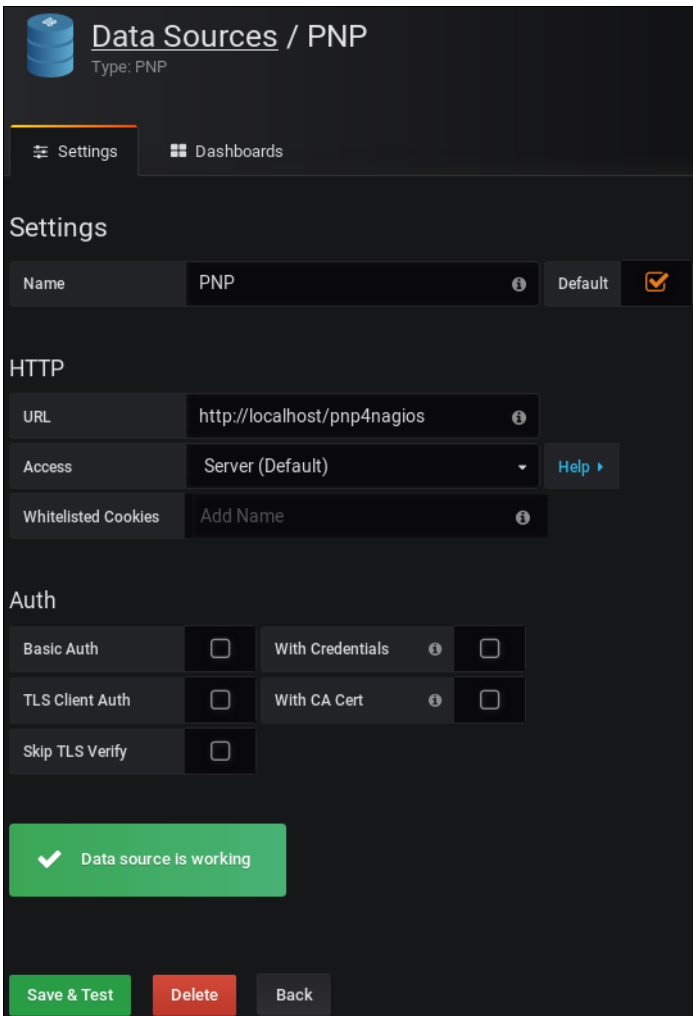 Data Sources / PNP
Type: PNP
Settings Dashboards
Settings
Name PNP Default
HTTP
URL http://localhost/pnp4nagios
Access Server (Default) Help
Whitelisted Cookies Add Name
Auth
Basic Auth With Credentials
TLS Client Auth With CA Cert
Skip TLS Verify
Data source is working
Save & Test Delete Back